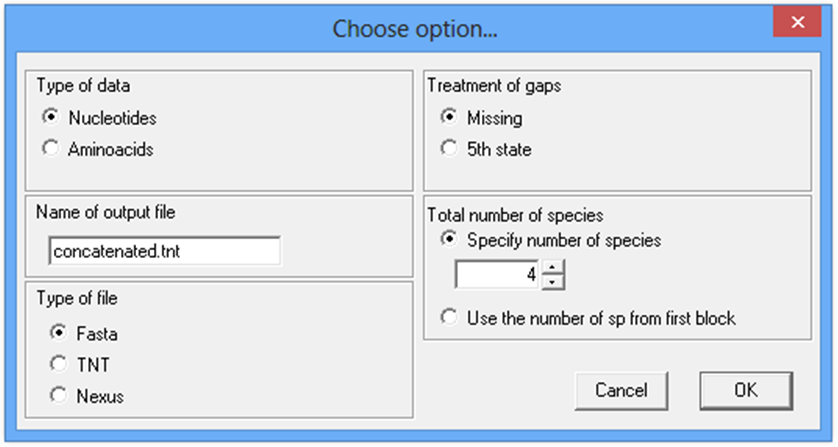 Choose option...
Type of data
Nucleotides
Aminoacids
Name of output file
concatenated.tnt
Type of file
Fasta
TNT
Nexus
Treatment of gaps
Missing
5th state
Total number of species
Specify number of species
4
Use the number of sp from first block
Cancel
OK